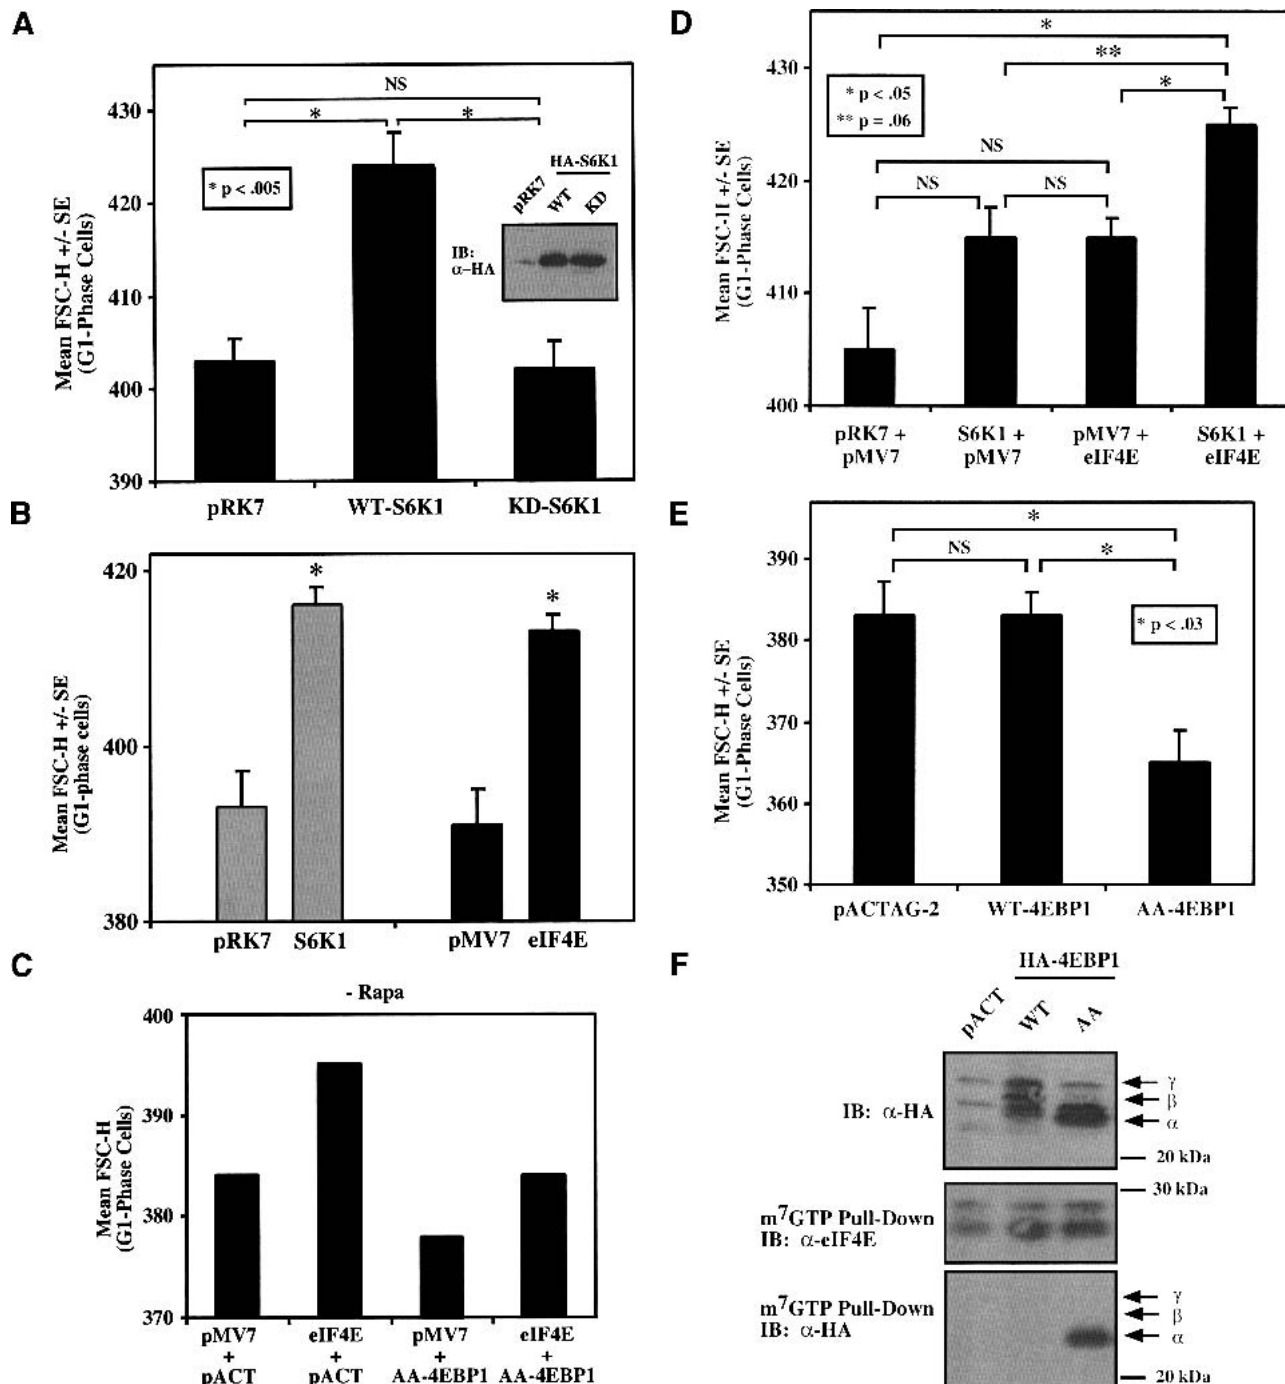 A
Mean FSC-H +/- SE
(G1-Phase Cells)
430
420
410
400
390
NS
*
*
* p < .005
HA-S6K1
pRK7
WT
KD
IB:
α-HA
pRK7
WT-S6K1
KD-S6K1
B
Mean FSC-H +/- SE
(G1-phase cells)
420
400
380
*
*
pRK7
S6K1
pMV7
eIF4E
C
- Rapa
Mean FSC-H
(G1-Phase Cells)
400
390
380
370
pMV7
+
pACT
eIF4E
+
pACT
pMV7
+
AA-4EBP1
eIF4E
+
AA-4EBP1
D
Mean FSC-H +/- SE
(G1-Phase Cells)
430
420
410
400
* p < .05
** p = .06
*
**
*
NS
NS
NS
pRK7 +
pMV7
S6K1 +
pMV7
pMV7 +
eIF4E
S6K1 +
eIF4E
E
Mean FSC-H +/- SE
(G1-Phase Cells)
390
380
370
360
350
*
NS
*
* p < .03
pACTAG-2
WT-4EBP1
AA-4EBP1
F
HA-4EBP1
pACT
WT
AA
IB: α-HA
γ
β
α
20 kDa
30 kDa
m⁷GTP Pull-Down
IB: α-eIF4E
m⁷GTP Pull-Down
IB: α-HA
γ
β
α
20 kDa